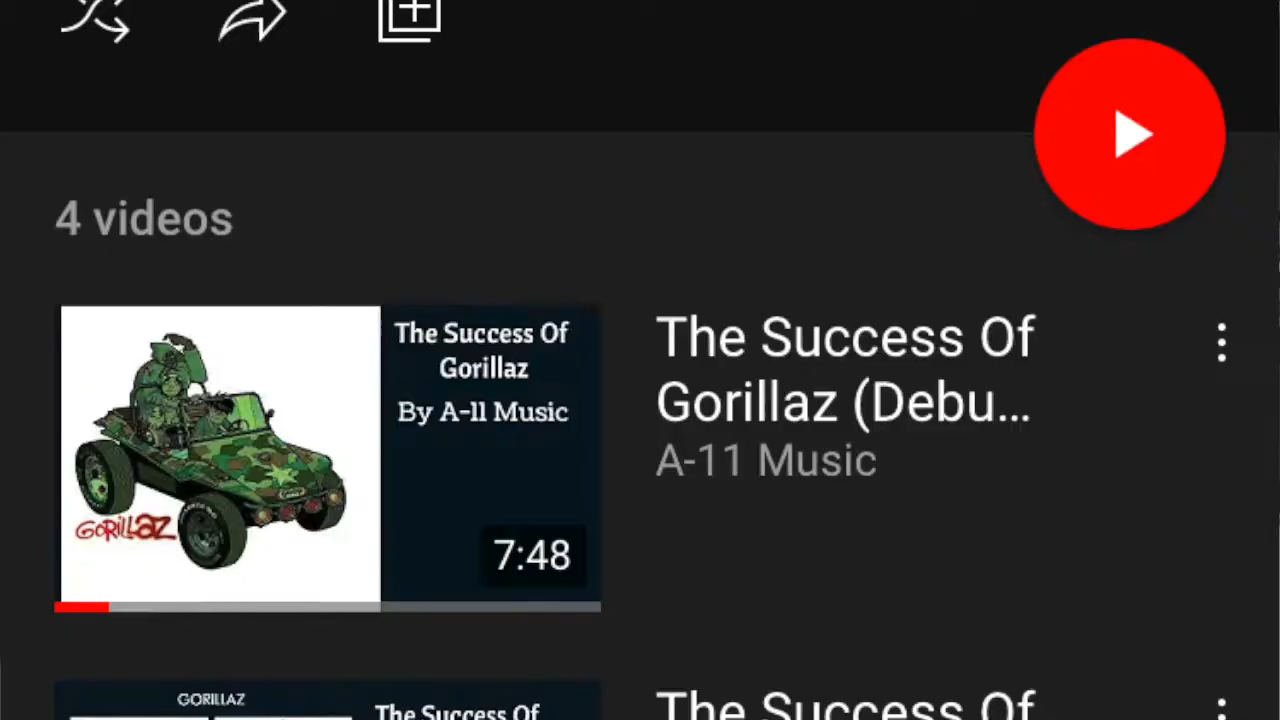 4 videos
The Success Of
Gorillaz
By A-11 Music
GORILLAZ
7:48
The Success Of
Gorillaz (Debu...
A-11 Music
GORILLAZ
The Success Of
The Success Of